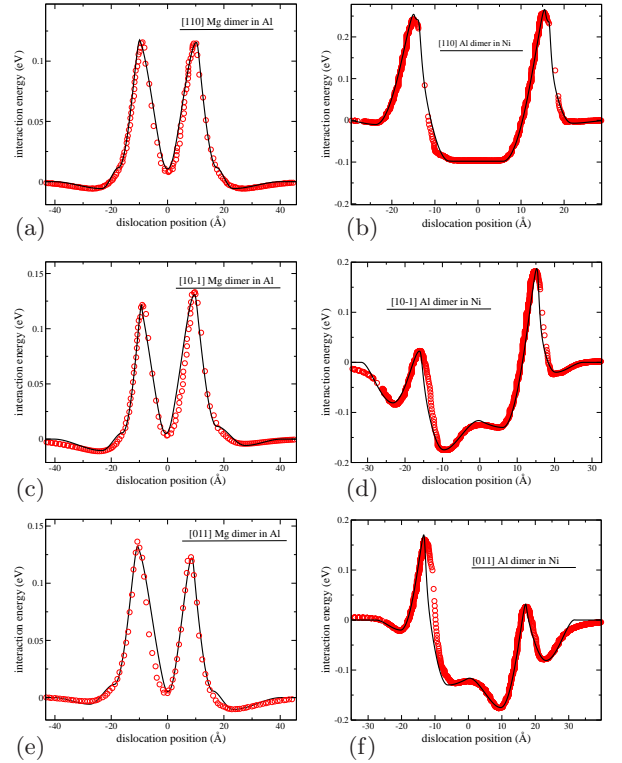 [110] Mg dimer in Al
interaction energy (eV)
0.1
0.05
0
-40 -20 0 20 40
dislocation position (Å)
(a)
[110] Al dimer in Ni
interaction energy (eV)
0.2
0.1
0
-0.1
-0.2
-20 -10 0 10 20
dislocation position (Å)
(b)
[10-1] Mg dimer in Al
interaction energy (eV)
0.15
0.1
0.05
0
-40 -20 0 20 40
dislocation position (Å)
(c)
[10-1] Al dimer in Ni
interaction energy (eV)
0.2
0.1
0
-0.1
-0.2
-30 -20 -10 0 10 20 30
dislocation position (Å)
(d)
[011] Mg dimer in Al
interaction energy (eV)
0.15
0.1
0.05
0
-40 -20 0 20 40
dislocation position (Å)
(e)
[011] Al dimer in Ni
interaction energy (eV)
0.2
0.1
0
-0.1
-0.2
-30 -20 -10 0 10 20 30
dislocation position (Å)
(f)